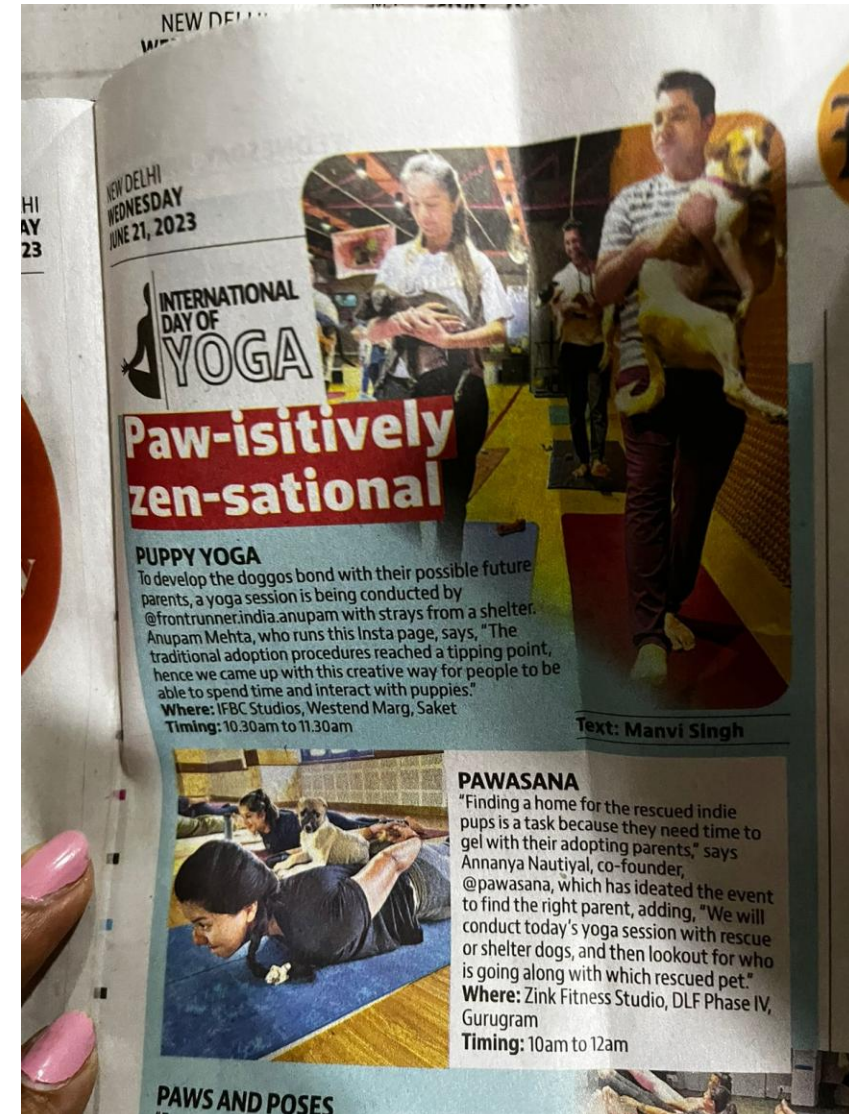 NEW DELHI
HI
AY
23
NEW DELHI
WEDNESDAY
JUNE 21, 2023
INTERNATIONAL
DAY OF
YOGA
Paw-isitively
zen-sational
PUPPY YOGA
To develop the doggos bond with their possible future
parents, a yoga session is being conducted by
@frontrunner.india.anupam with strays from a shelter.
Anupam Mehta, who runs this Insta page, says, “The
traditional adoption procedures reached a tipping point,
hence we came up with this creative way for people to be
able to spend time and interact with puppies.”
Where: IFBC Studios, Westend Marg, Saket
Timing: 10.30am to 11.30am
Text: Manvi Singh
PAWASANA
“Finding a home for the rescued indie
pups is a task because they need time to
gel with their adopting parents,” says
Annanya Nautiyal, co-founder,
@pawasana, which has ideated the event
to find the right parent, adding, “We will
conduct today's yoga session with rescue
or shelter dogs, and then lookout for who
is going along with which rescued pet.”
Where: Zink Fitness Studio, DLF Phase IV,
Gurugram
Timing: 10am to 12am
PAWS AND POSES